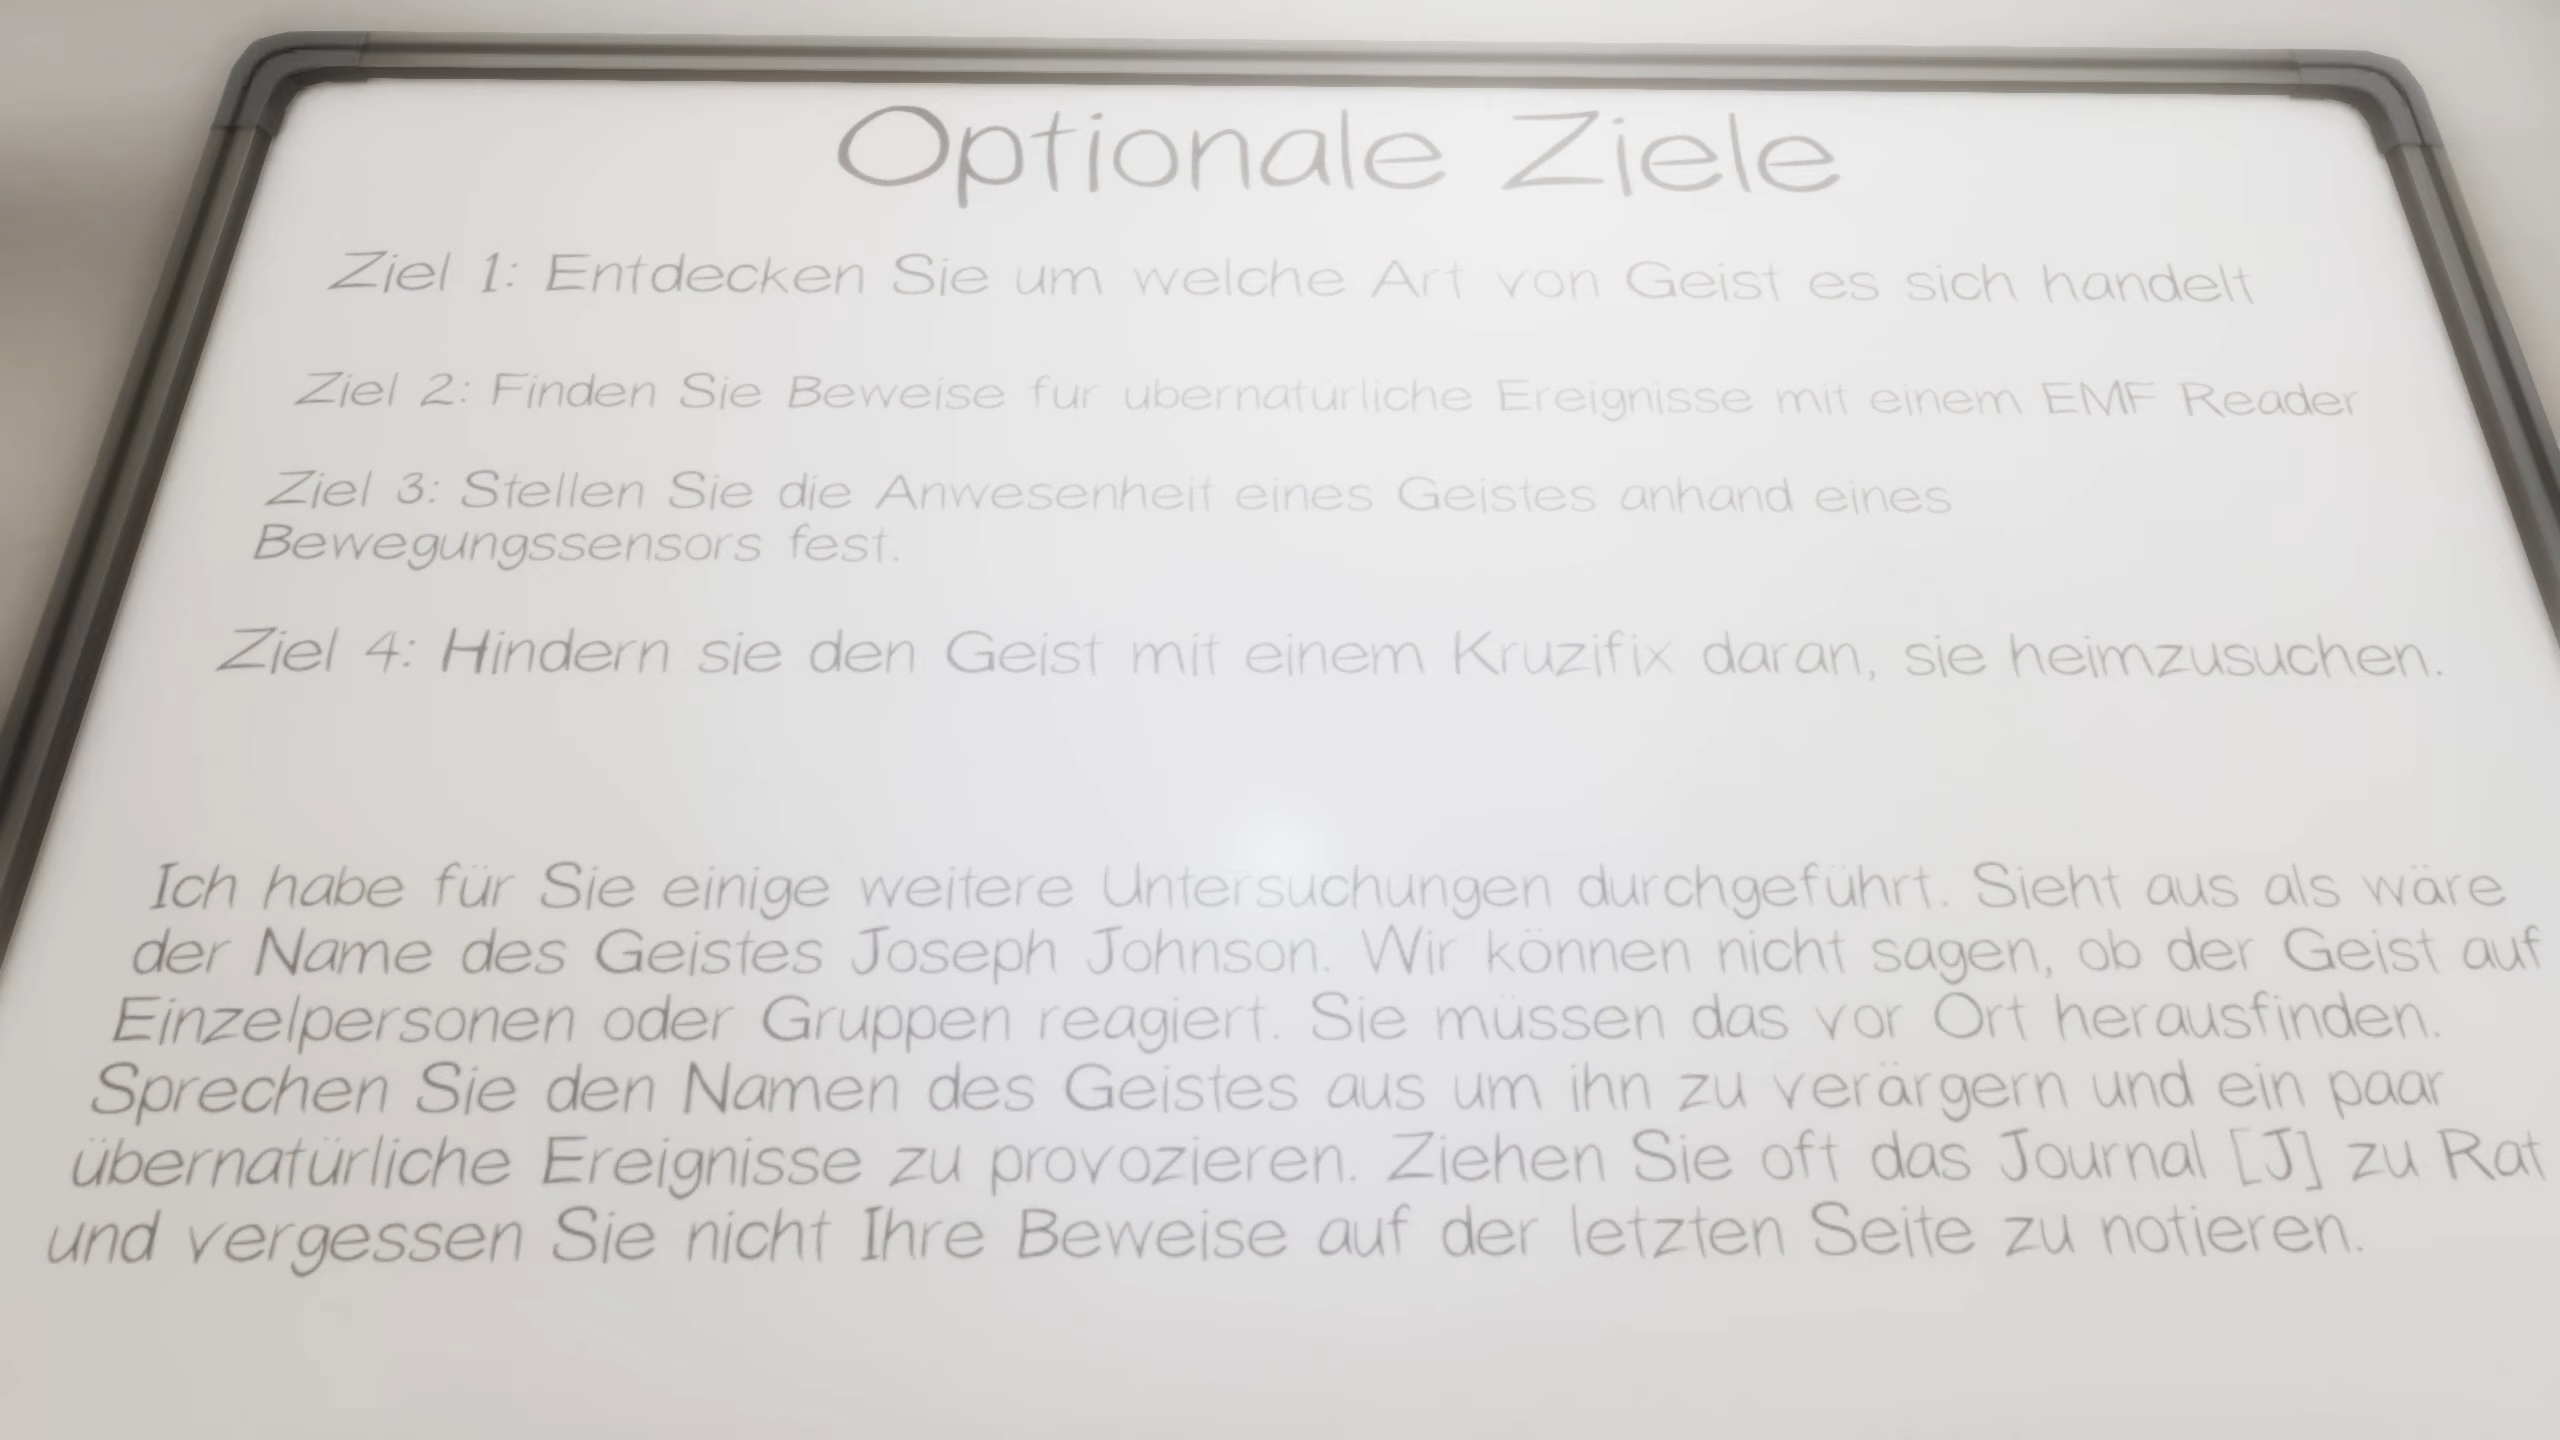 Optionale Ziele
Ziel 1: Entdecken Sie um welche Art von Geist es sich handelt
Ziel 2: Finden Sie Beweise fur ubernaturliche Ereignisse mit einem EMF Reader
Ziel 3: Stellen Sie die Anwesenheit eines Geistes anhand eines
Bewegungssensors fest.
Ziel 4: Hindern sie den Geist mit einem Kruzifix daran, sie heimzusuchen.
Ich habe für Sie einige weitere Untersuchungen durchgeführt. Sieht aus als wäre
der Name des Geistes Joseph Johnson. Wir können nicht sagen, ob der Geist auf
Einzelpersonen oder Gruppen reagiert. Sie müssen das vor Ort herausfinden.
Sprechen Sie den Namen des Geistes aus um ihn zu verärgern und ein paar
übernatürliche Ereignisse zu provozieren. Ziehen Sie oft das Journal [J] zu Rat
und vergessen Sie nicht Ihre Beweise auf der letzten Seite zu notieren.